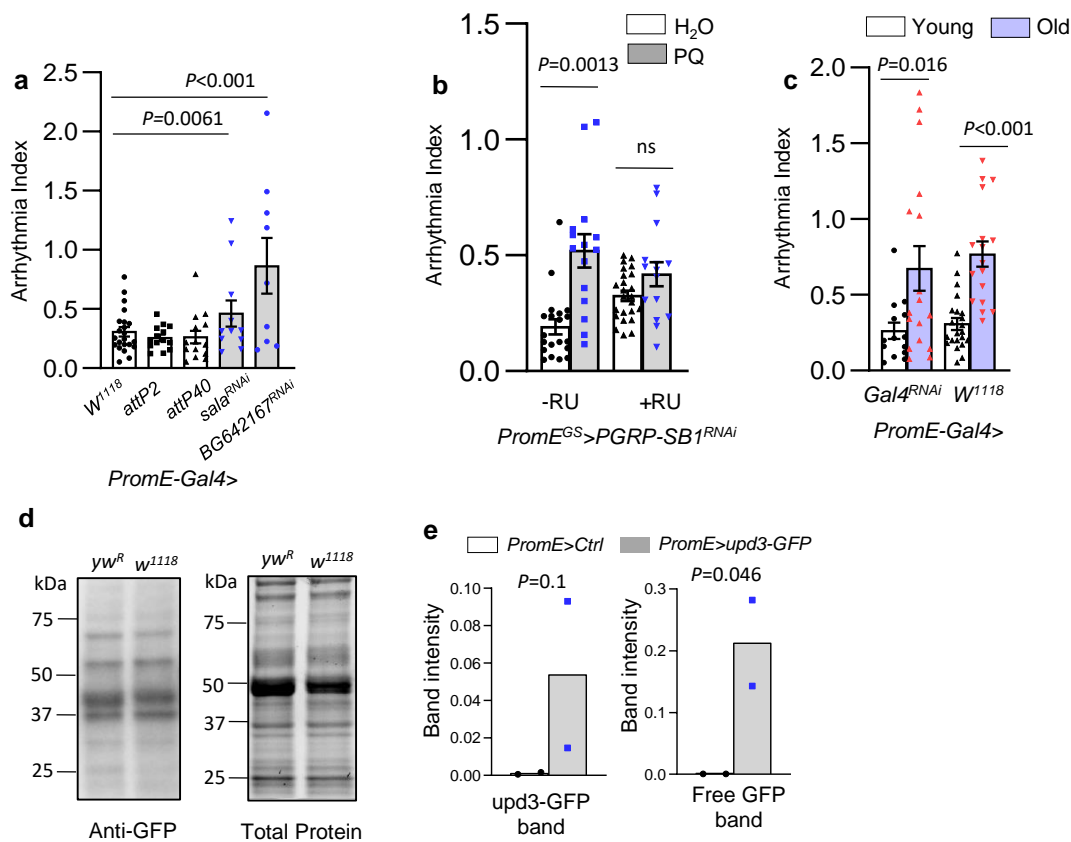 a
Arrhythmia Index
2.5
2.0
1.5
1.0
0.5
0.0
P<0.001
P=0.0061
W1118
attP2
attP40
salaRNAi
BG642167RNAi
PromE-Gal4>
b
Arrhythmia Index
1.5
1.0
0.5
0.0
H2O
PQ
P=0.0013
ns
-RU
+RU
PromEGS>PGRP-SB1RNAi
c
Young
Old
Arrhythmia Index
2.0
1.5
1.0
0.5
0.0
P=0.016
P<0.001
Gal4RNAi
W1118
PromE-Gal4>
d
ywR
w1118
kDa
75
50
37
25
Anti-GFP
ywR
w1118
kDa
75
50
37
25
Total Protein
e
PromE>Ctrl
PromE>upd3-GFP
Band intensity
0.10
0.08
0.06
0.04
0.02
0.00
P=0.1
upd3-GFP
band
Band intensity
0.3
0.2
0.1
0.0
P=0.046
Free GFP
band